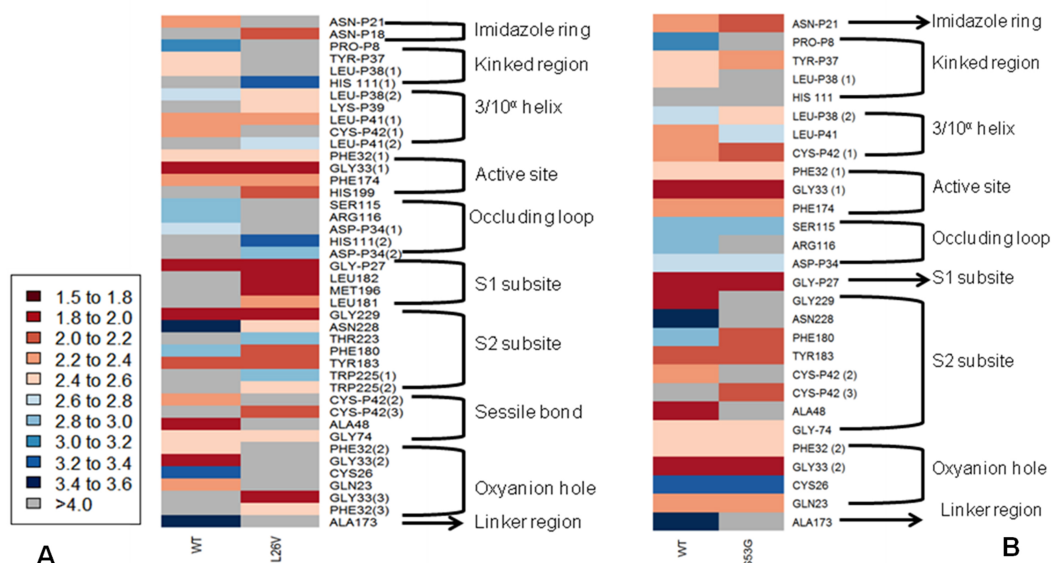 ASN-P21
ASN-P18
Imidazole ring
PRO-P8
TYR-P37
LEU-P38(1)
HIS 111(1)
Kinked region
LEU-P38(2)
LYS-P39
LEU-P41(1)
CYS-P42(1)
LEU-P41(2)
3/10α helix
PHE32(1)
GLY33(1)
PHE174
HIS199
Active site
SER115
ARG116
ASP-P34(1)
HIS111(2)
ASP-P34(2)
Occluding loop
GLY-P27
LEU182
MET196
LEU181
S1 subsite
GLY229
ASN228
THR223
PHE180
TYR183
TRP225(1)
TRP225(2)
S2 subsite
CYS-P42(2)
CYS-P42(3)
ALA48
GLY74
Sessile bond
PHE32(2)
GLY33(2)
CYS26
GLN23
GLY33(3)
PHE32(3)
Oxyanion hole
ALA173
Linker region
WT
L26V
1.5 to 1.8
1.8 to 2.0
2.0 to 2.2
2.2 to 2.4
2.4 to 2.6
2.6 to 2.8
2.8 to 3.0
3.0 to 3.2
3.2 to 3.4
3.4 to 3.6
>4.0
A
ASN-P21
Imidazole ring
PRO-P8
TYR-P37
LEU-P38 (1)
HIS 111
Kinked region
LEU-P38 (2)
LEU-P41
CYS-P42 (1)
3/10α helix
PHE32 (1)
GLY33 (1)
PHE174
Active site
SER115
ARG116
ASP-P34
Occluding loop
GLY-P27
S1 subsite
GLY229
ASN228
PHE180
TYR183
CYS-P42 (2)
CYS-P42 (3)
ALA48
GLY-74
S2 subsite
PHE32 (2)
GLY33 (2)
CYS26
GLN23
Oxyanion hole
ALA173
Linker region
WT
B